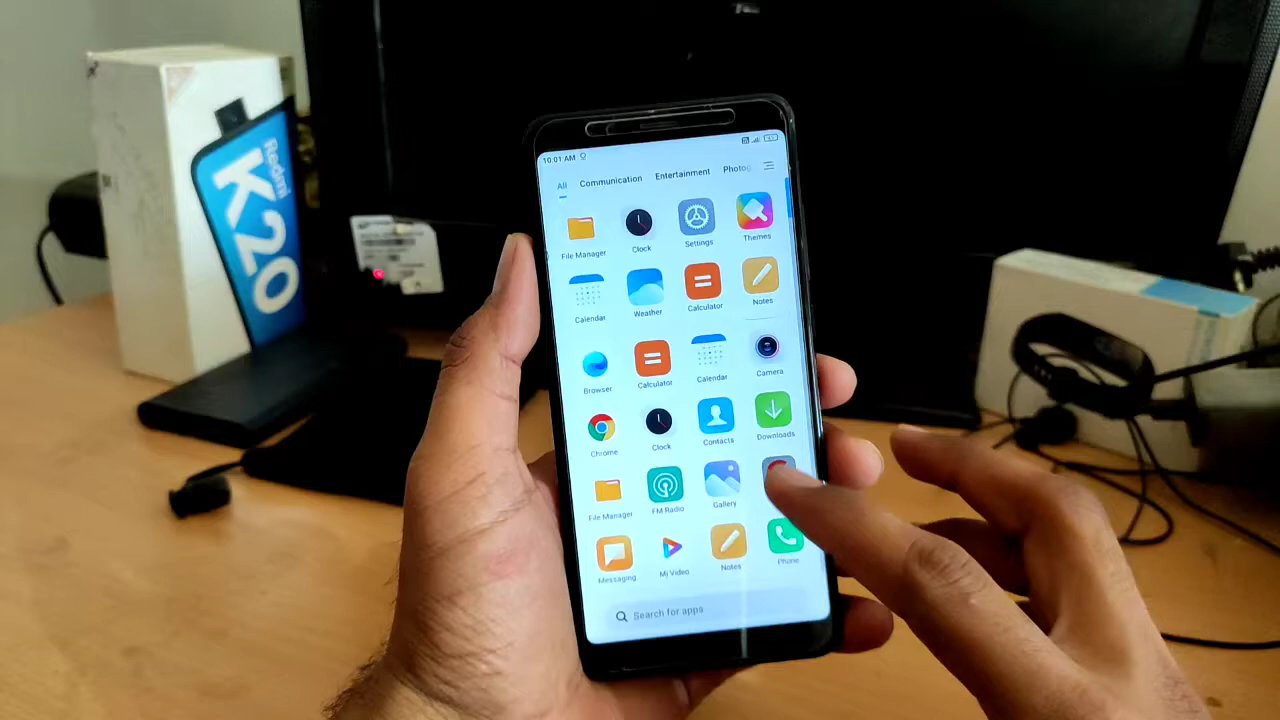 Redmi
K20
10:01 AM
All Communication Entertainment Photog
File Manager Clock Settings Themes
Calendar Weather Calculator Notes
Browser Calculator Calendar Camera
Chrome Clock Contacts Downloads
File Manager FM Radio Gallery
Messaging Mi Video Notes Phone
Search for apps